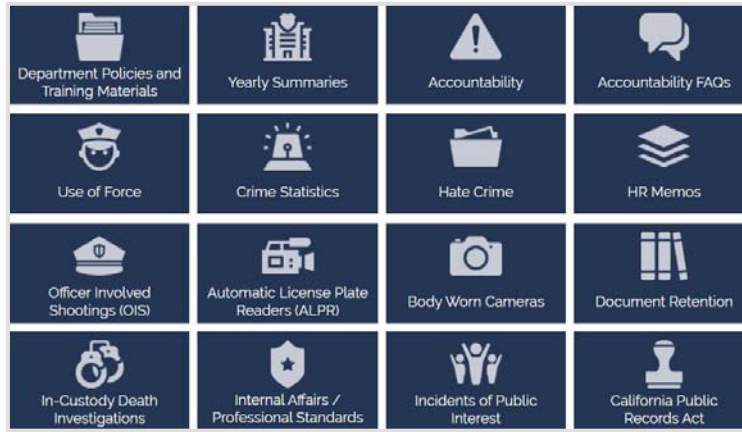 Department Policies and
Training Materials
Yearly Summaries
Accountability
Accountability FAQs
Use of Force
Crime Statistics
Hate Crime
HR Memos
Officer Involved
Shootings (OIS)
Automatic License Plate
Readers (ALPR)
Body Worn Cameras
Document Retention
In-Custody Death
Investigations
Internal Affairs /
Professional Standards
Incidents of Public
Interest
California Public
Records Act